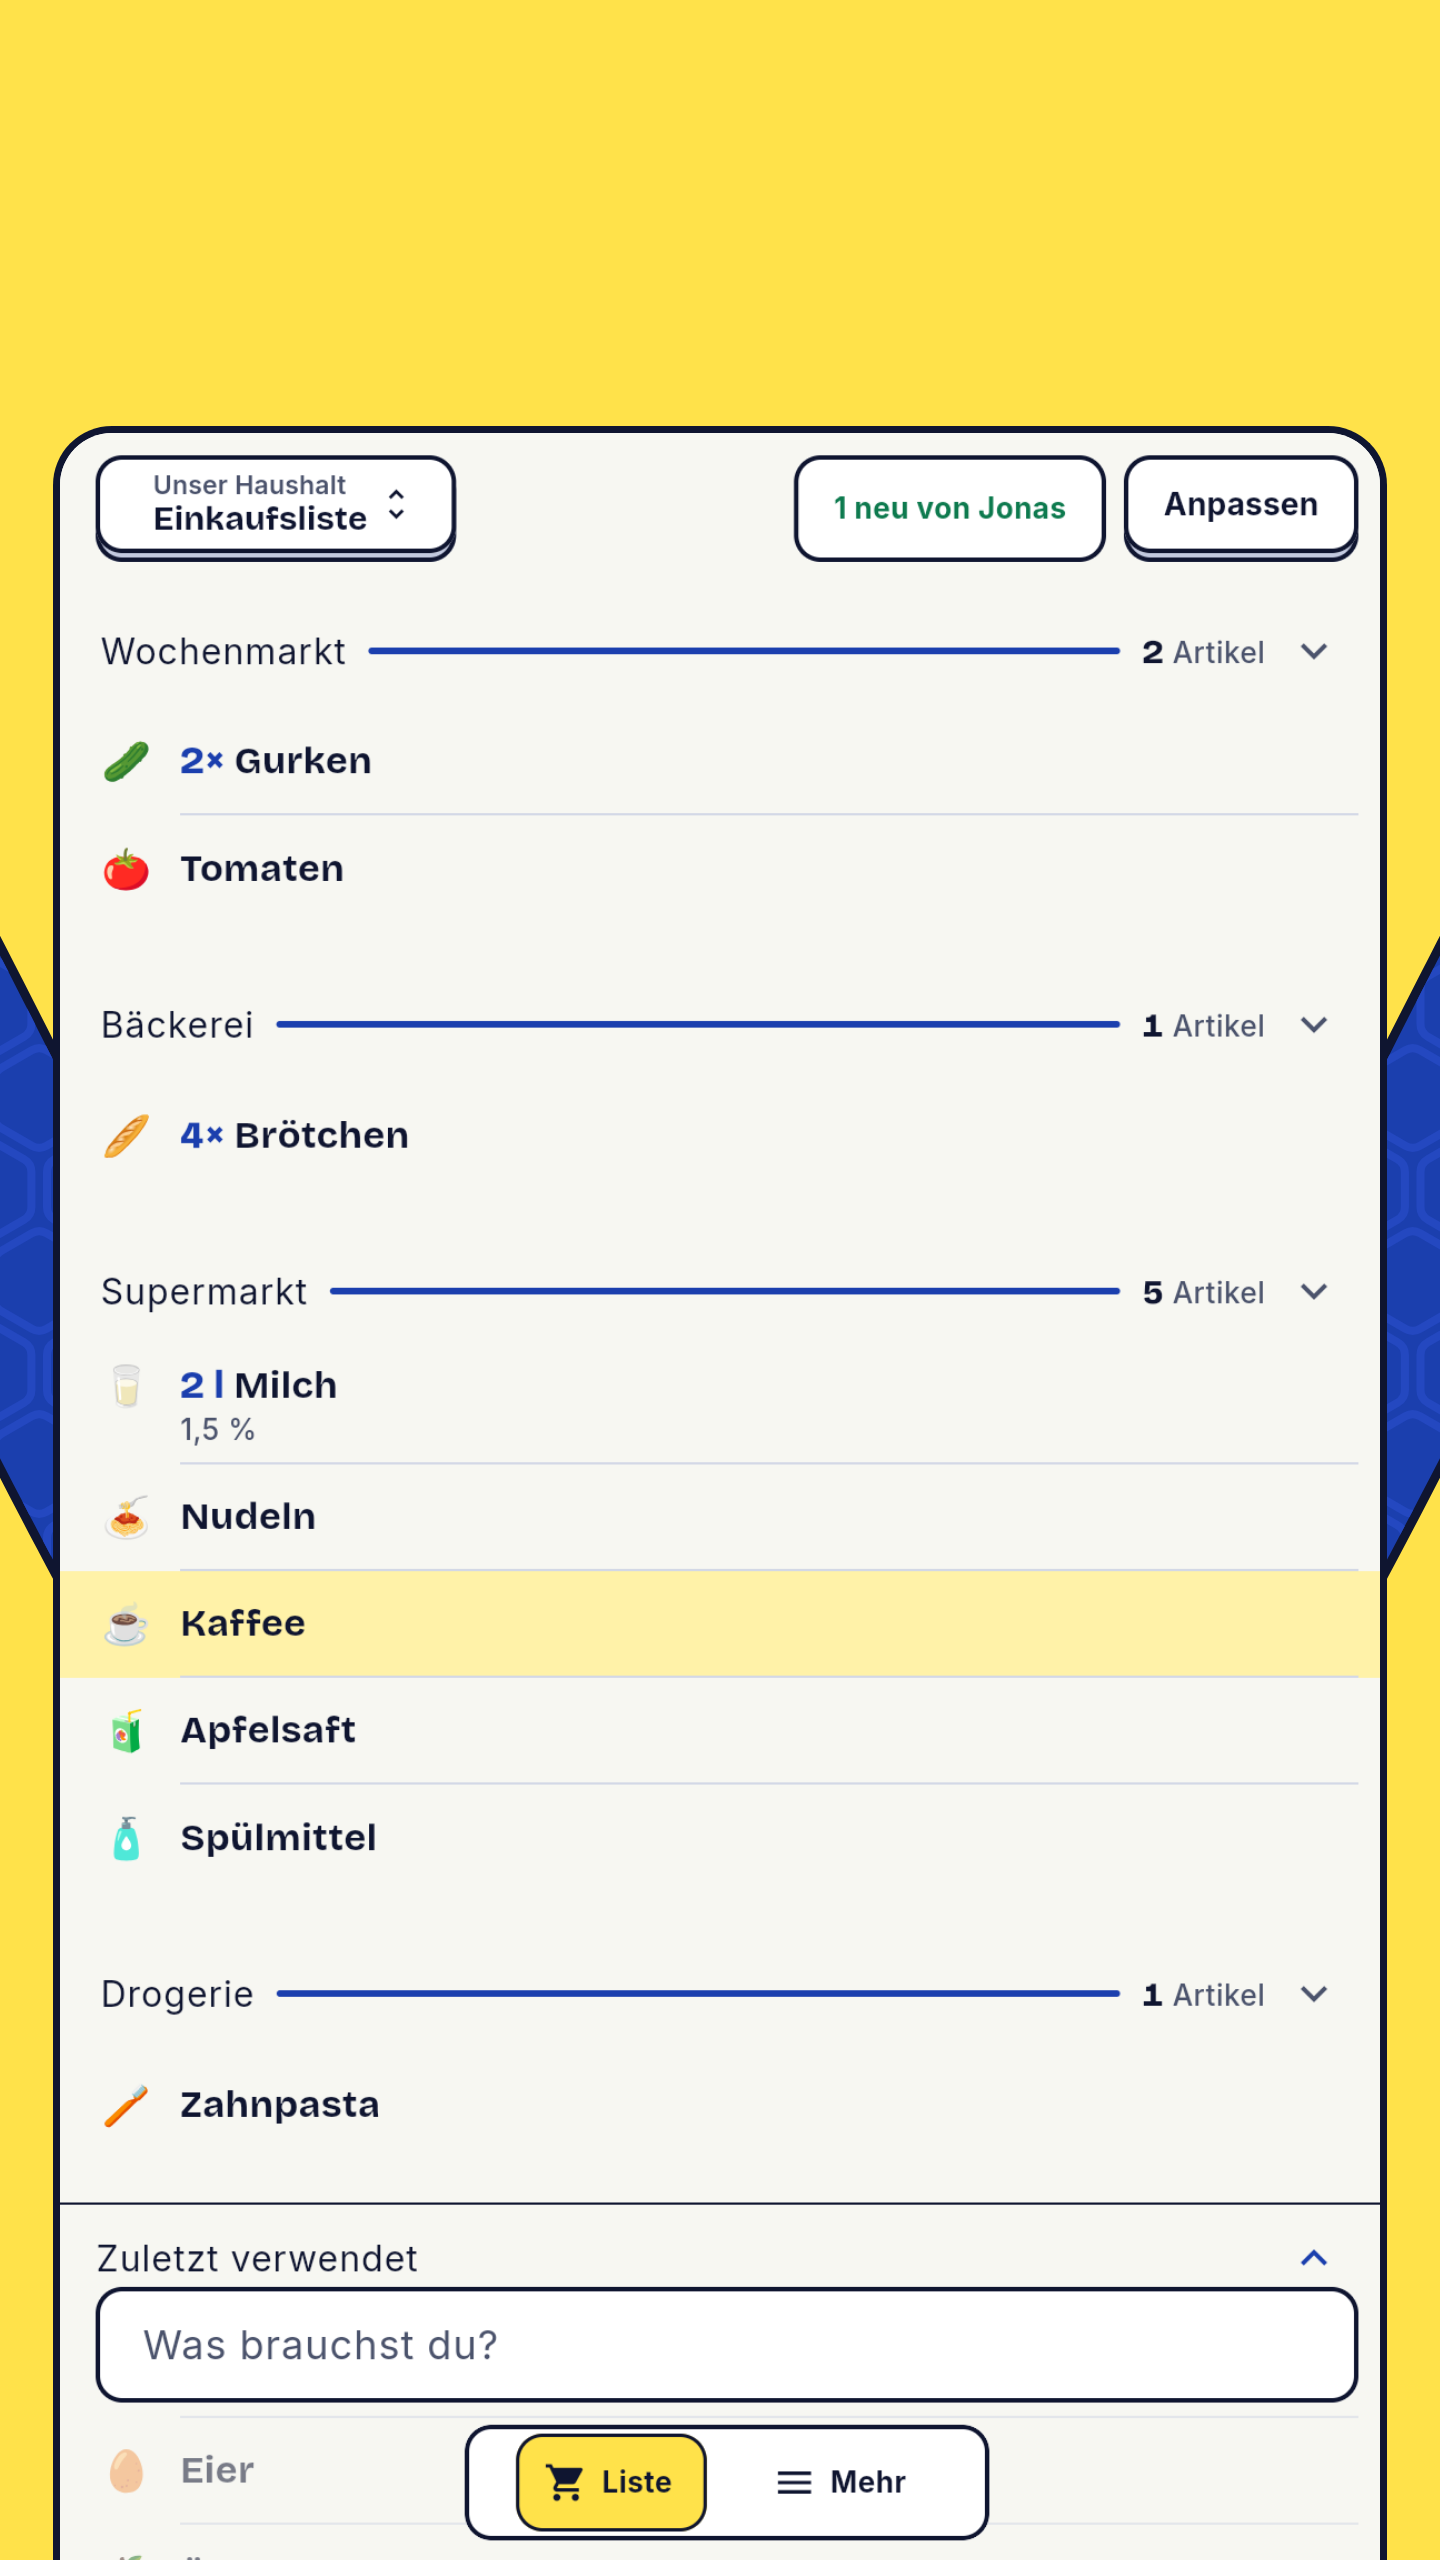 Unser Haushalt
Einkaufsliste
1 neu von Jonas
Anpassen
Wochenmarkt 2 Artikel
2× Gurken
Tomaten
Bäckerei 1 Artikel
4× Brötchen
Supermarkt 5 Artikel
2 l Milch
1,5 %
Nudeln
Kaffee
Apfelsaft
Spülmittel
Drogerie 1 Artikel
Zahnpasta
Zuletzt verwendet
Was brauchst du?
Eier
Liste
Mehr